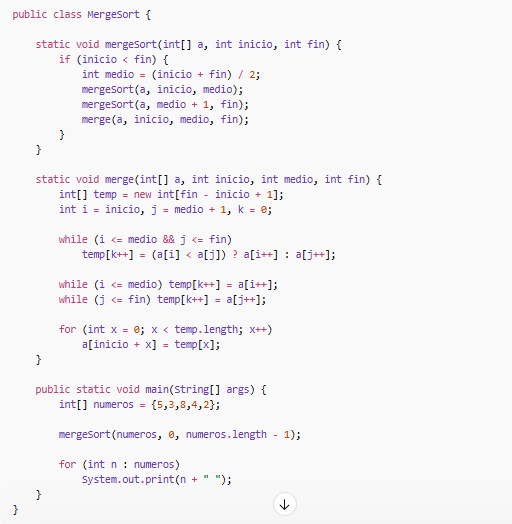 public class MergeSort {
static void mergeSort(int[] a, int inicio, int fin) {
if (inicio < fin) {
int medio = (inicio + fin) / 2;
mergeSort(a, inicio, medio);
mergeSort(a, medio + 1, fin);
merge(a, inicio, medio, fin);
}
}
static void merge(int[] a, int inicio, int medio, int fin) {
int[] temp = new int[fin - inicio + 1];
int i = inicio, j = medio + 1, k = 0;
while (i <= medio && j <= fin)
temp[k++] = (a[i] < a[j]) ? a[i++] : a[j++];
while (i <= medio) temp[k++] = a[i++];
while (j <= fin) temp[k++] = a[j++];
for (int x = 0; x < temp.length; x++)
a[inicio + x] = temp[x];
}
public static void main(String[] args) {
int[] numeros = {5,3,8,4,2};
mergeSort(numeros, 0, numeros.length - 1);
for (int n : numeros)
System.out.print(n + " ");
}
}